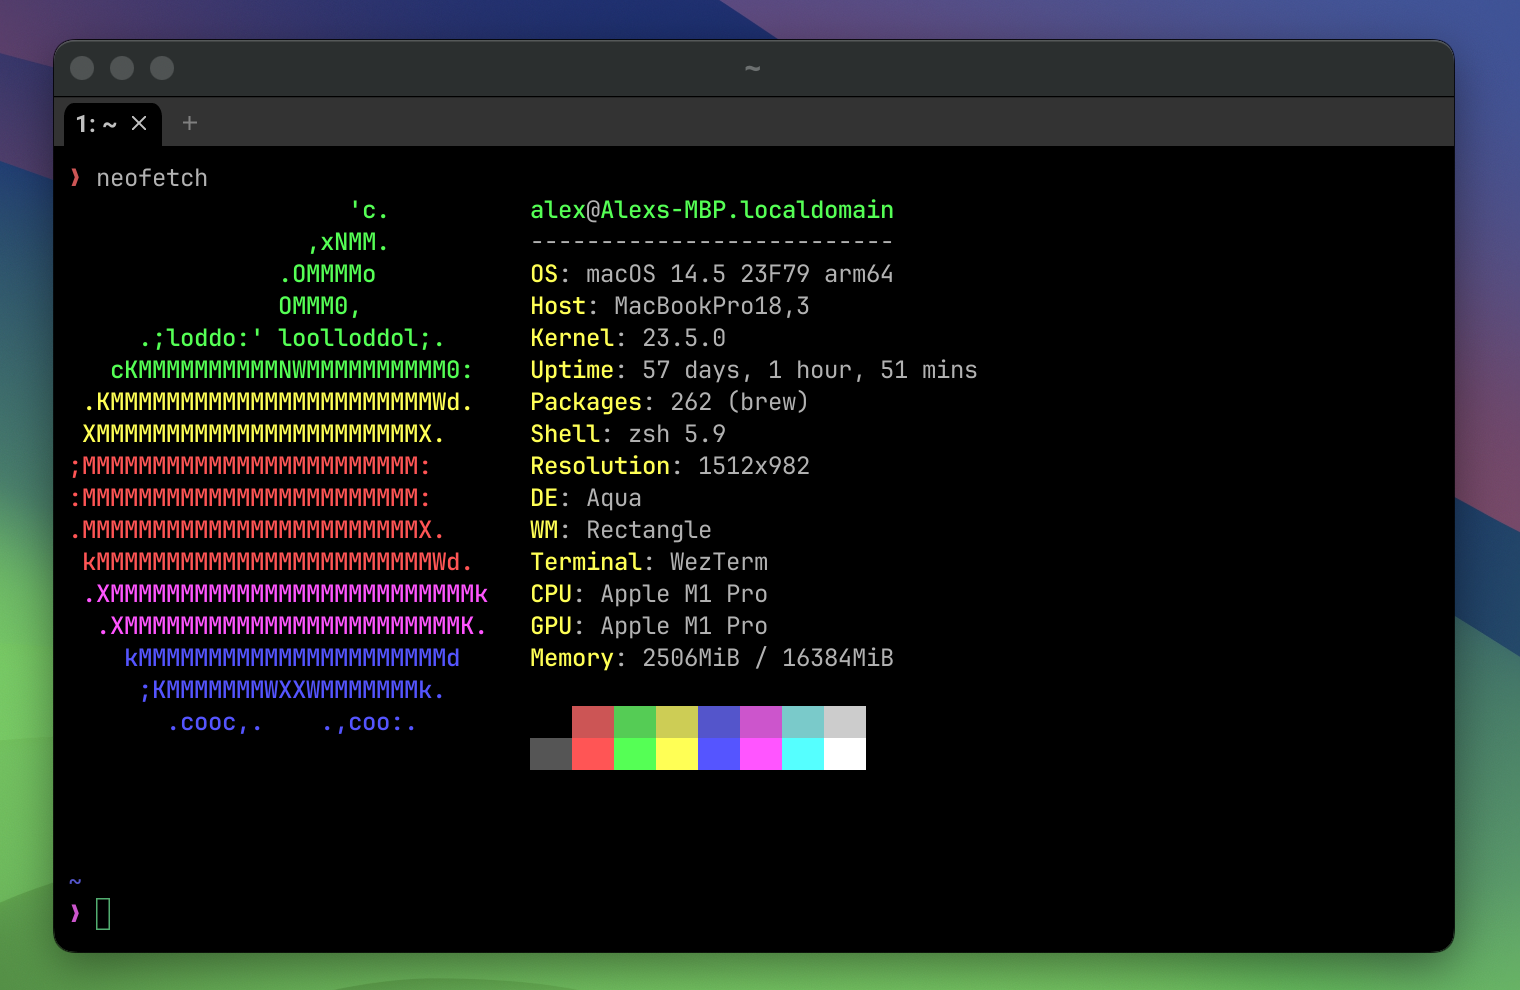 ~
1: ~ × +
❯ neofetch
                    'c.          alex@Alexs-MBP.localdomain
                 ,xNMM.          --------------------------
               .OMMMMo           OS: macOS 14.5 23F79 arm64
               OMMM0,            Host: MacBookPro18,3
     .;loddo:' loolloddol;.      Kernel: 23.5.0
   cKMMMMMMMMMMNWMMMMMMMMMM0:    Uptime: 57 days, 1 hour, 51 mins
 .KMMMMMMMMMMMMMMMMMMMMMMMWd.    Packages: 262 (brew)
 XMMMMMMMMMMMMMMMMMMMMMMMX.      Shell: zsh 5.9
;MMMMMMMMMMMMMMMMMMMMMMMM:       Resolution: 1512x982
:MMMMMMMMMMMMMMMMMMMMMMMM:       DE: Aqua
.MMMMMMMMMMMMMMMMMMMMMMMMX.      WM: Rectangle
 kMMMMMMMMMMMMMMMMMMMMMMMMWd.    Terminal: WezTerm
 .XMMMMMMMMMMMMMMMMMMMMMMMMMMk   CPU: Apple M1 Pro
  .XMMMMMMMMMMMMMMMMMMMMMMMMK.   GPU: Apple M1 Pro
    kMMMMMMMMMMMMMMMMMMMMMMd     Memory: 2506MiB / 16384MiB
     ;KMMMMMMMWXXWMMMMMMMk.
       .cooc,.    .,coo:.
~
❯